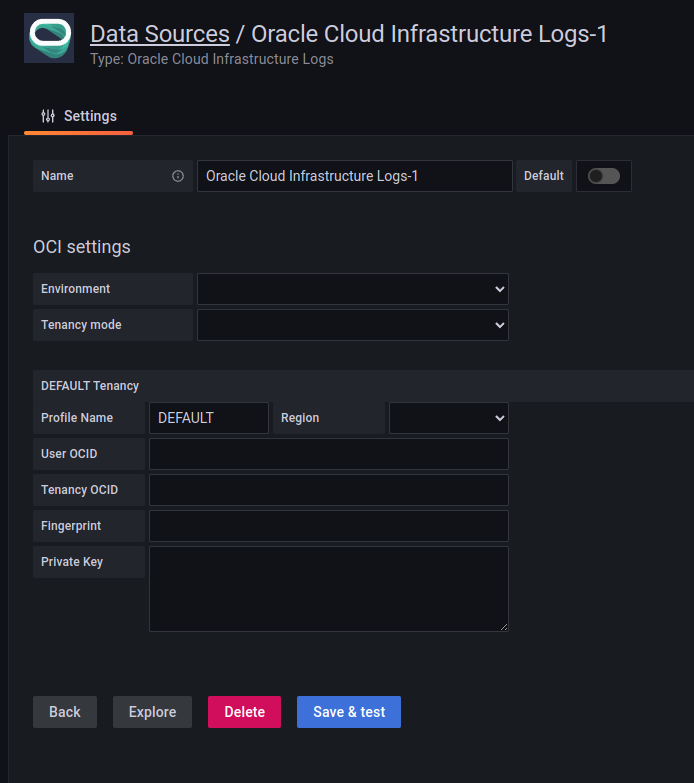 Data Sources / Oracle Cloud Infrastructure Logs-1
Type: Oracle Cloud Infrastructure Logs
Settings
Name Oracle Cloud Infrastructure Logs-1 Default
OCI settings
Environment
Tenancy mode
DEFAULT Tenancy
Profile Name DEFAULT Region
User OCID
Tenancy OCID
Fingerprint
Private Key
Back Explore Delete Save & test